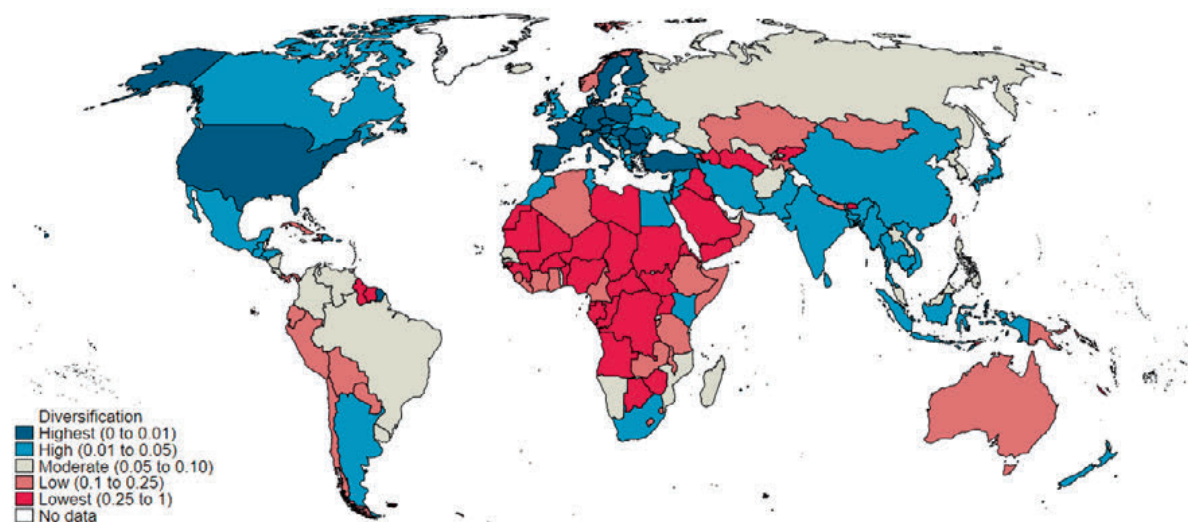 Diversification
Highest (0 to 0.01)
High (0.01 to 0.05)
Moderate (0.05 to 0.10)
Low (0.1 to 0.25)
Lowest (0.25 to 1)
No data